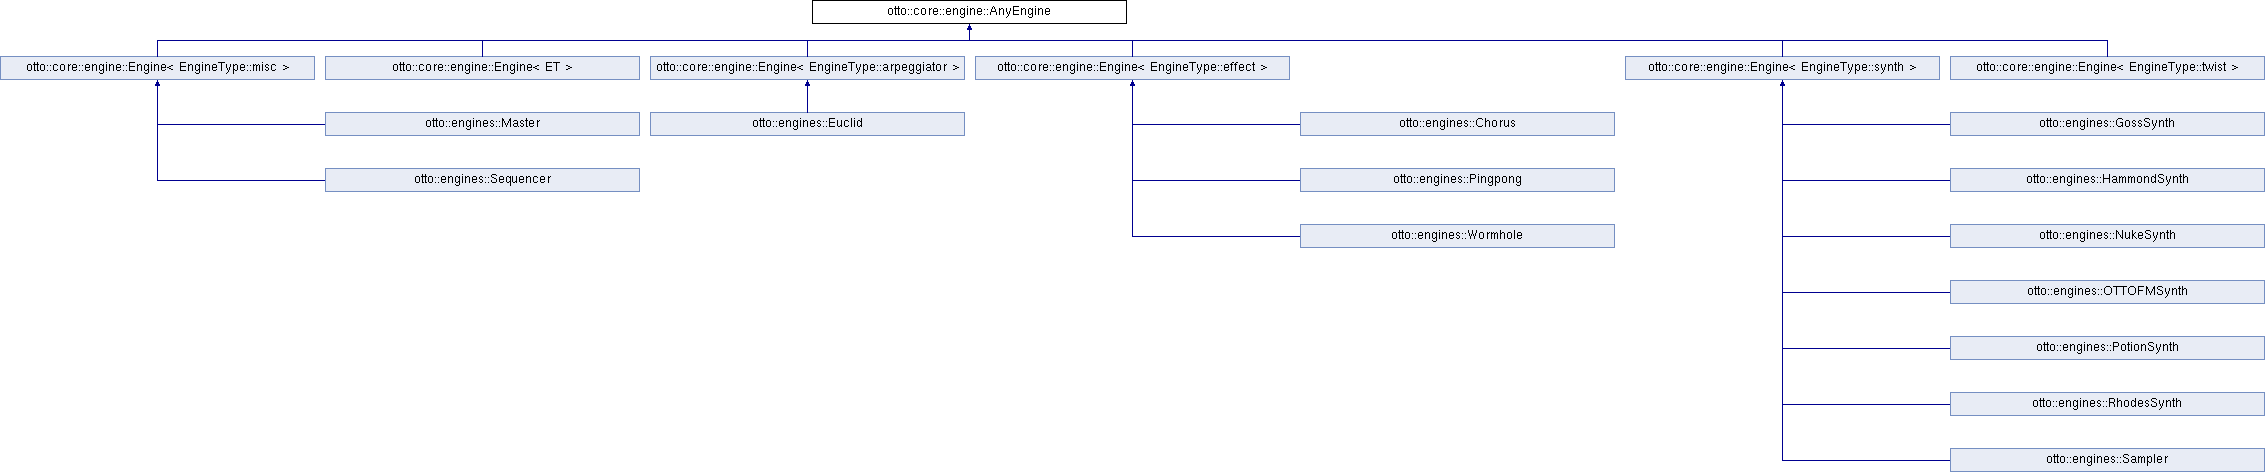 otto::core::engine::AnyEngine
otto::core::engine::Engine< EngineType::misc >
otto::core::engine::Engine< ET >
otto::core::engine::Engine< EngineType::arpeggiator >
otto::core::engine::Engine< EngineType::effect >
otto::core::engine::Engine< EngineType::synth >
otto::core::engine::Engine< EngineType::twist >
otto::engines::Master
otto::engines::Euclid
otto::engines::Chorus
otto::engines::GossSynth
otto::engines::Sequencer
otto::engines::Pingpong
otto::engines::HammondSynth
otto::engines::Wormhole
otto::engines::NukeSynth
otto::engines::OTTOFMSynth
otto::engines::PotionSynth
otto::engines::RhodesSynth
otto::engines::Sampler